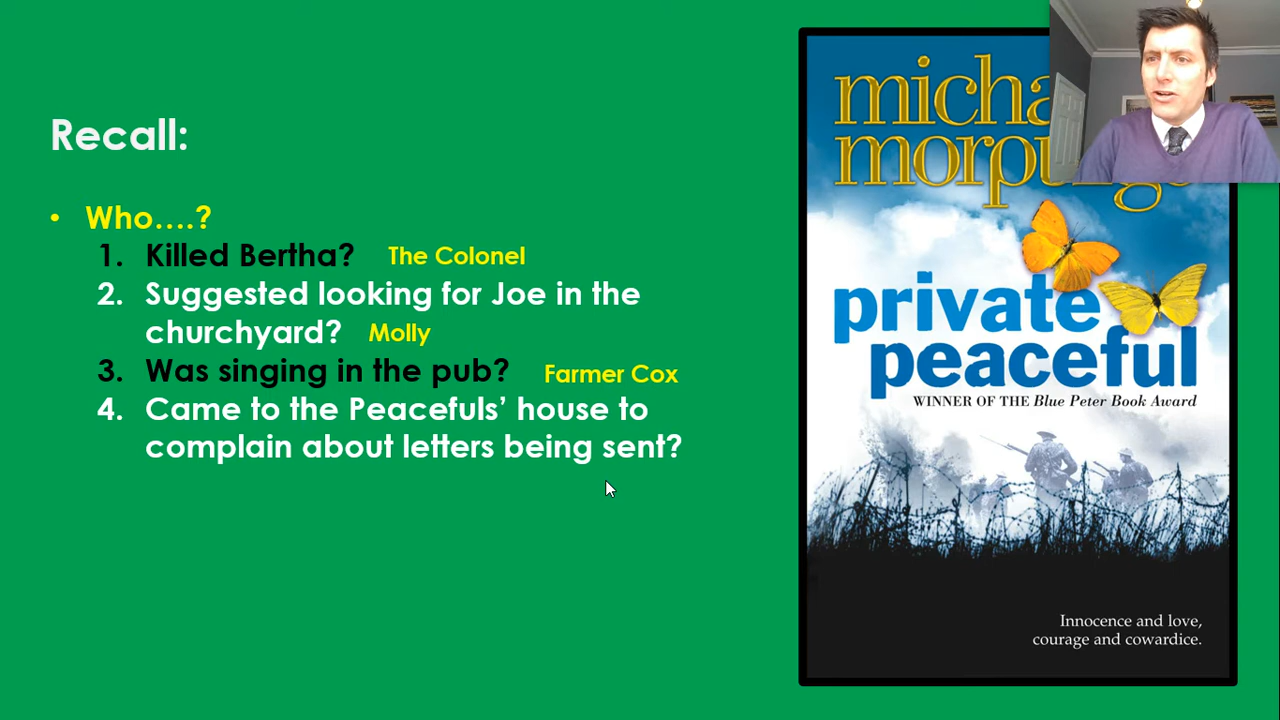 Recall:
• Who....?
1. Killed Bertha? The Colonel
2. Suggested looking for Joe in the
churchyard? Molly
3. Was singing in the pub? Farmer Cox
4. Came to the Peacefuls’ house to
complain about letters being sent?
private
peaceful
WINNER OF THE Blue Peter Book Award
Innocence and love,
courage and cowardice.